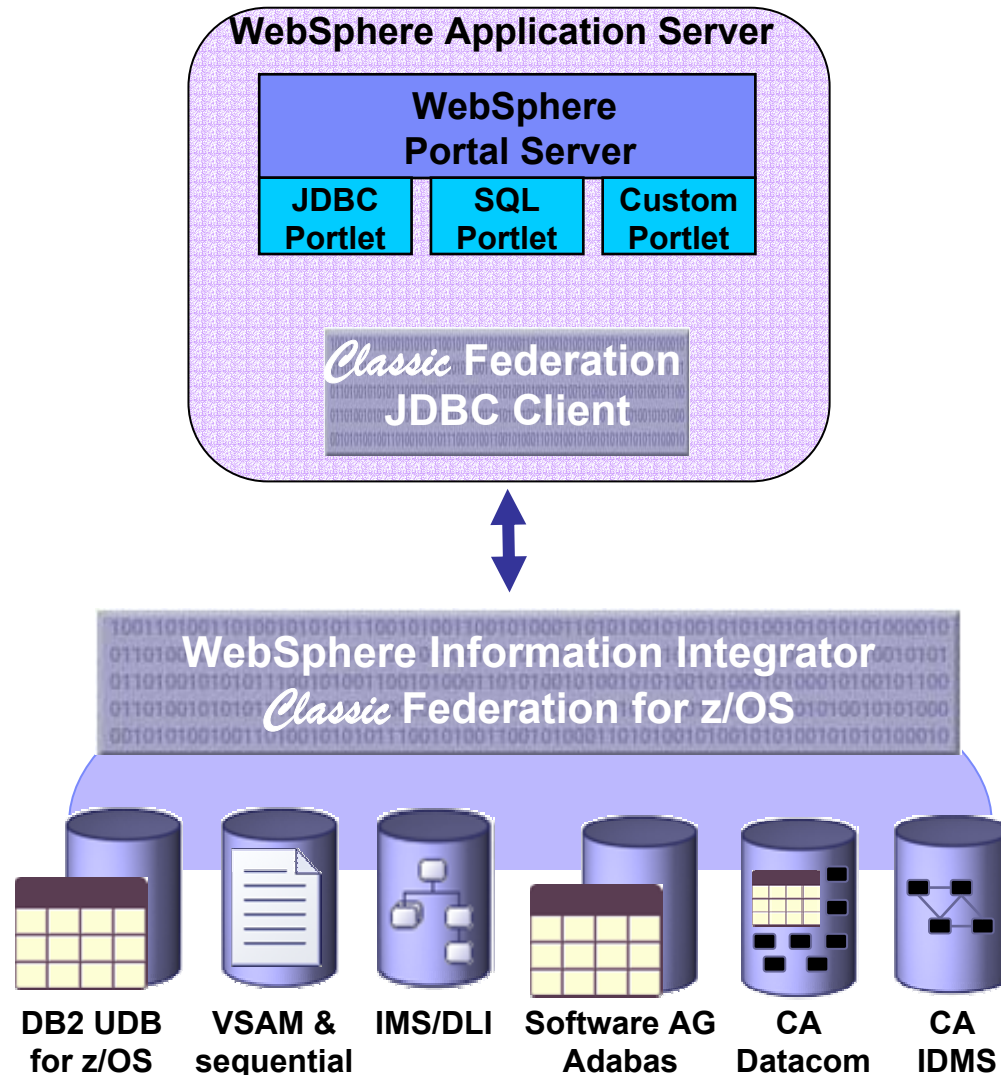 WebSphere Application Server
WebSphere
Portal Server
JDBC
Portlet
SQL
Portlet
Custom
Portlet
Classic Federation
JDBC Client
WebSphere Information Integrator
Classic Federation for z/OS
DB2 UDB
for z/OS
VSAM &
sequential
IMS/DLI
Software AG
Adabas
CA
Datacom
CA
IDMS